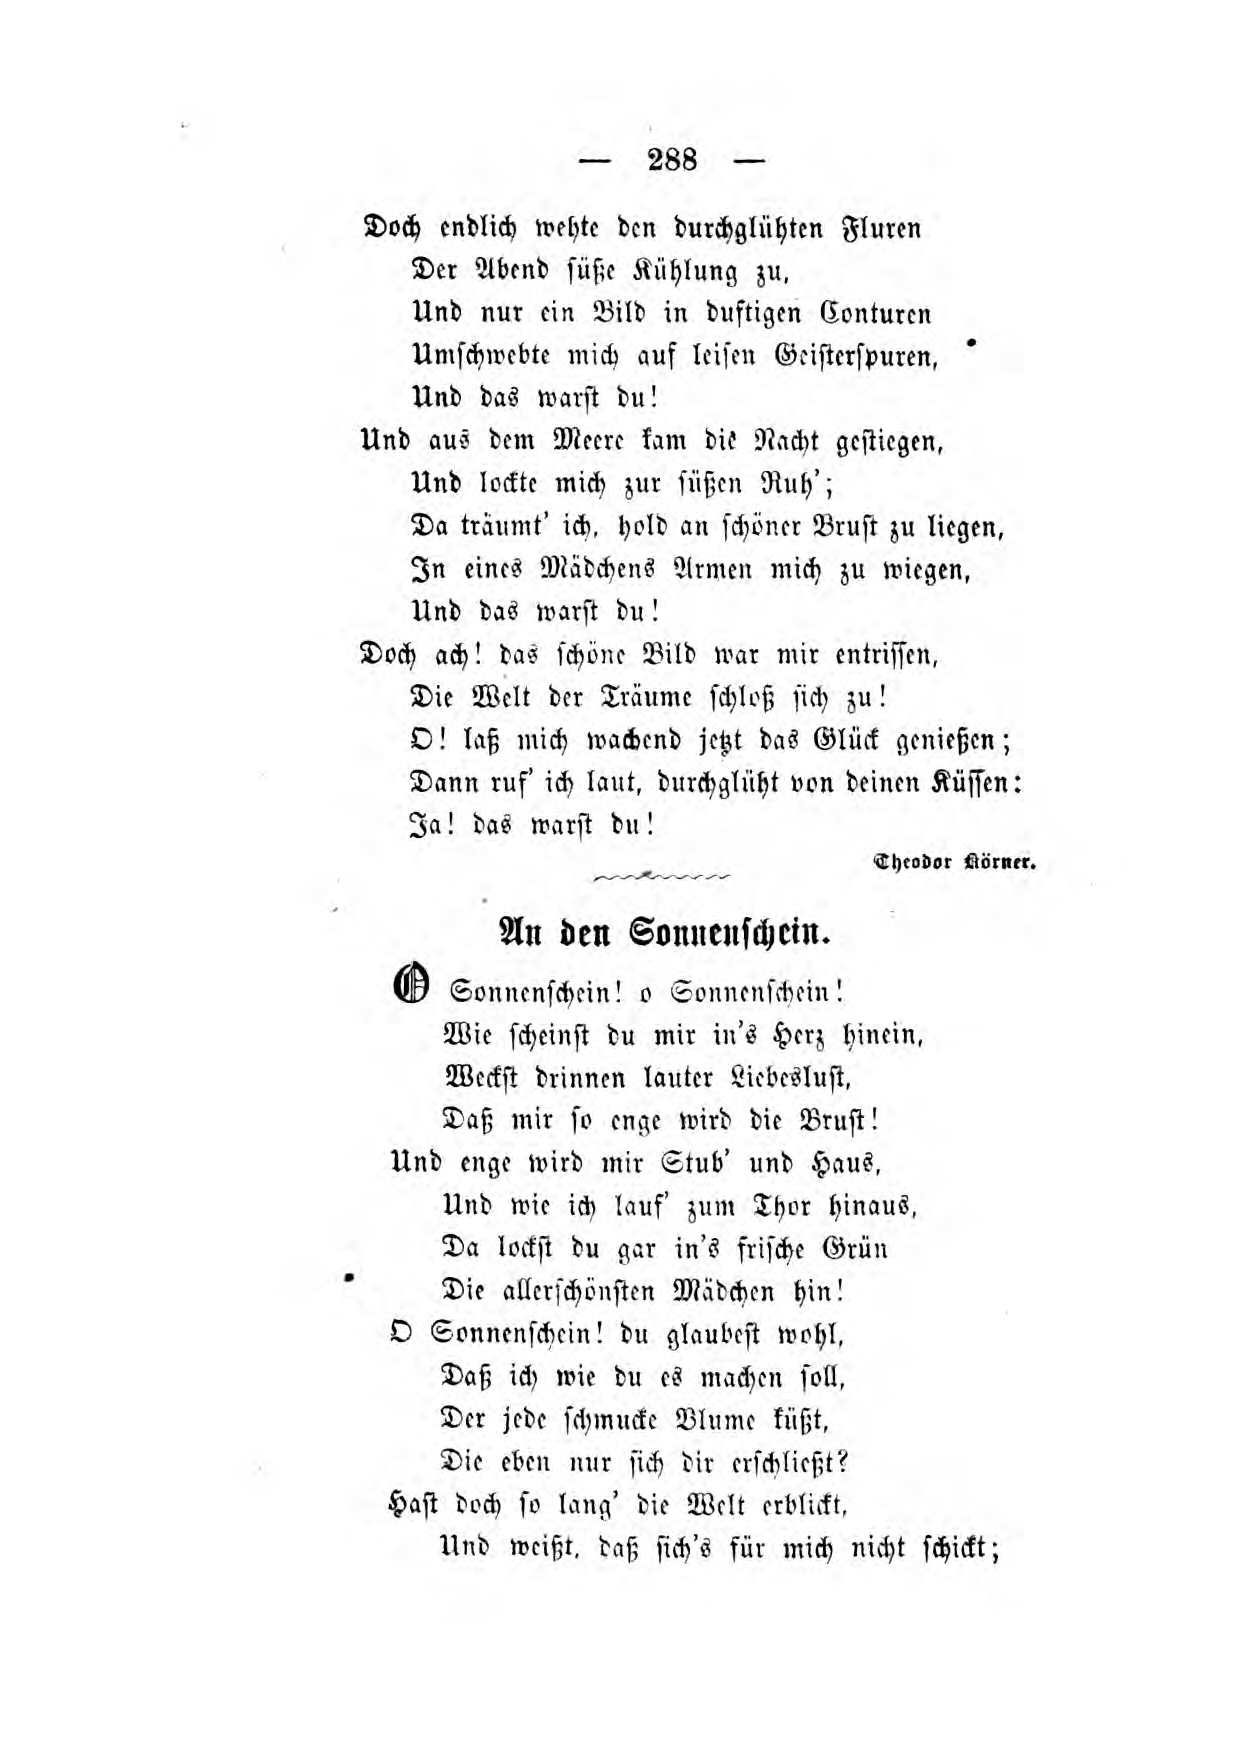 — 288 —
Doch endlich wehte den durchglühten Fluren
Der Abend süße Kühlung zu,
Und nur ein Bild in duftigen Conturen
Umschwebte mich auf leisen Geisterspuren,
Und das warst du!
Und aus dem Meere kam die Nacht gestiegen,
Und lockte mich zur süßen Ruh';
Da träumt' ich, hold an schöner Brust zu liegen,
In eines Mädchens Armen mich zu wiegen,
Und das warst du!
Doch ach! das schöne Bild war mir entrissen,
Die Welt der Träume schloß sich zu!
O! laß mich wachend jetzt das Glück genießen;
Dann ruf' ich laut, durchglüht von deinen Küssen:
Ja! das warst du!
Theodor Körner.
An den Sonnenschein.
O Sonnenschein! o Sonnenschein!
Wie scheinst du mir in's Herz hinein,
Weckst drinnen lauter Liebeslust,
Daß mir so enge wird die Brust!
Und enge wird mir Stub' und Haus,
Und wie ich lauf' zum Thor hinaus,
Da lockst du gar in's frische Grün
Die allerschönsten Mädchen hin!
O Sonnenschein! du glaubest wohl,
Daß ich wie du es machen soll,
Der jede schmucke Blume küßt,
Die eben nur sich dir erschließt?
Hast doch so lang' die Welt erblickt,
Und weißt, daß sich's für mich nicht schickt;